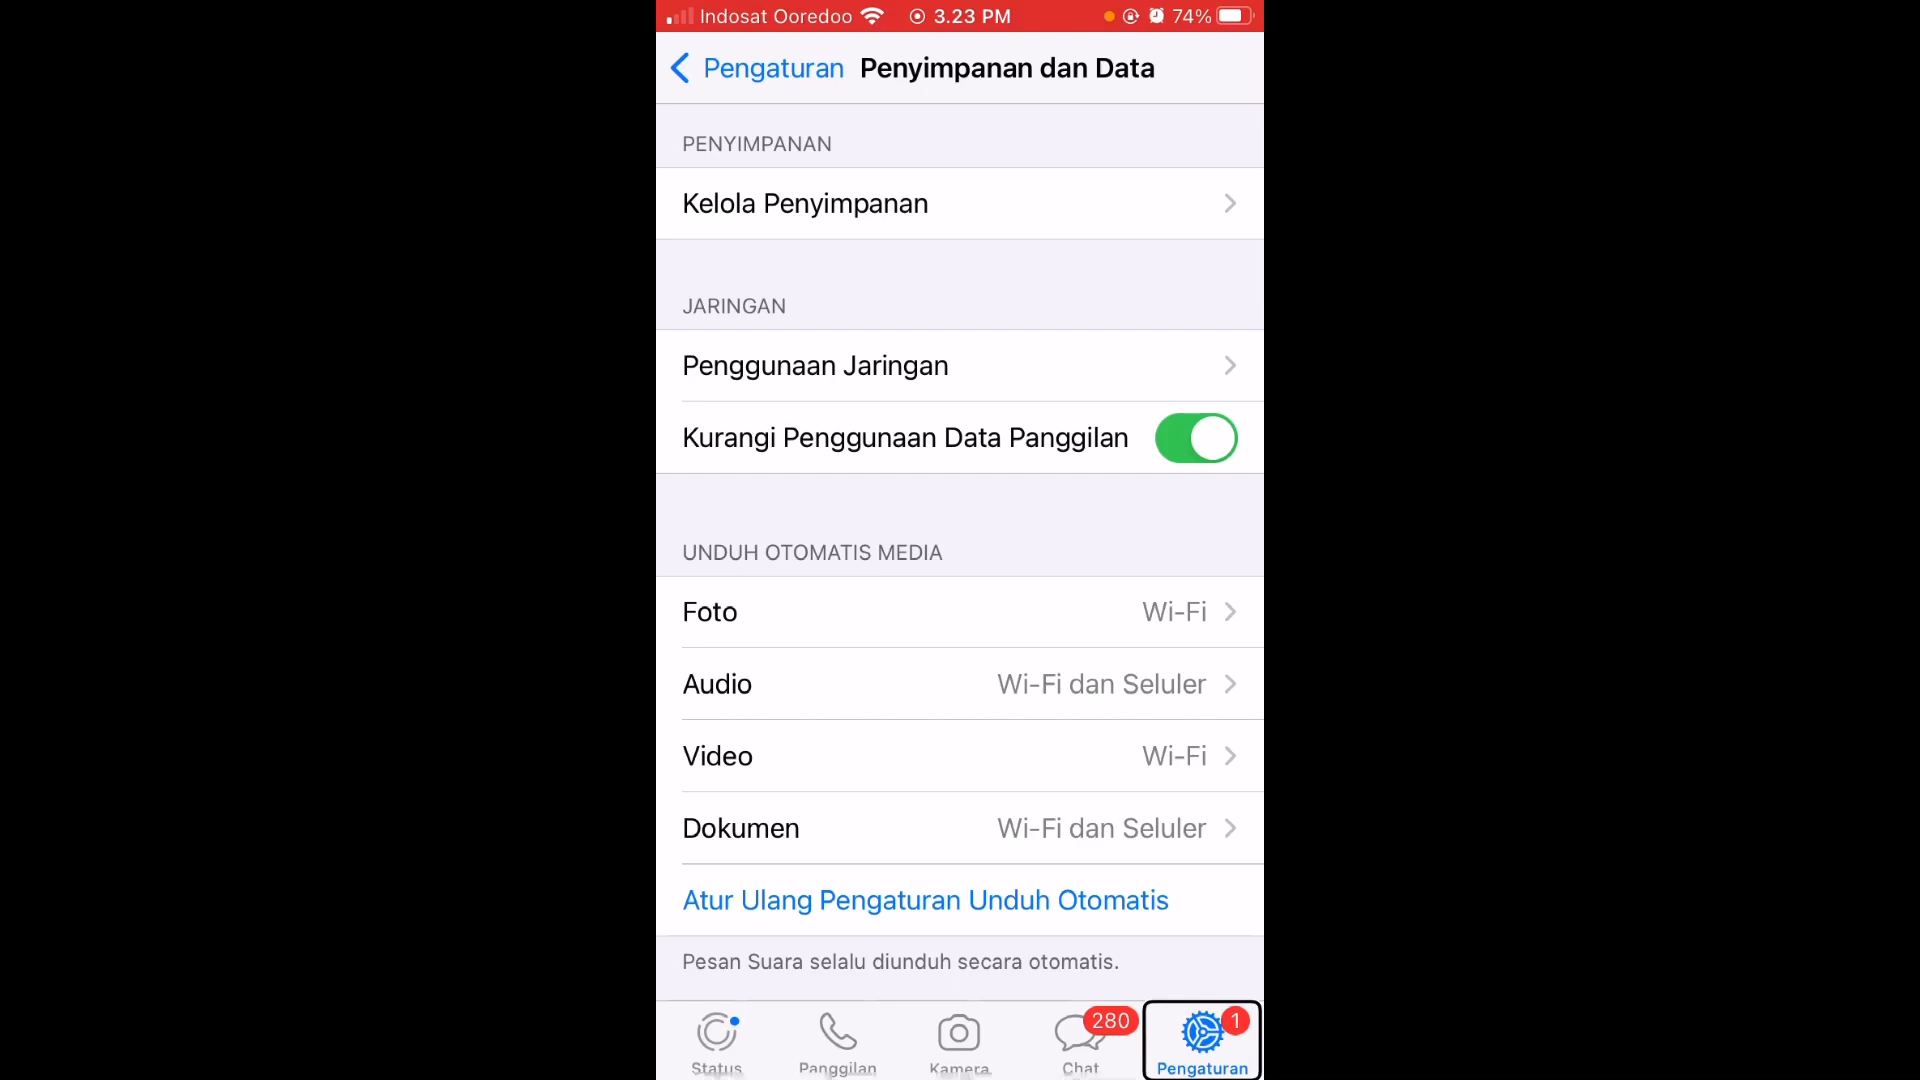 Indosat Ooredoo 3.23 PM 74%
Pengaturan Penyimpanan dan Data
PENYIMPANAN
Kelola Penyimpanan
JARINGAN
Penggunaan Jaringan
Kurangi Penggunaan Data Panggilan
UNDUH OTOMATIS MEDIA
Foto Wi-Fi
Audio Wi-Fi dan Seluler
Video Wi-Fi
Dokumen Wi-Fi dan Seluler
Atur Ulang Pengaturan Unduh Otomatis
Pesan Suara selalu diunduh secara otomatis.
280 1
Status Panggilan Kamera Chat Pengaturan